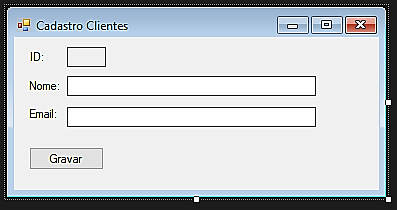 Cadastro Clientes
ID:
Nome:
Email:
Gravar